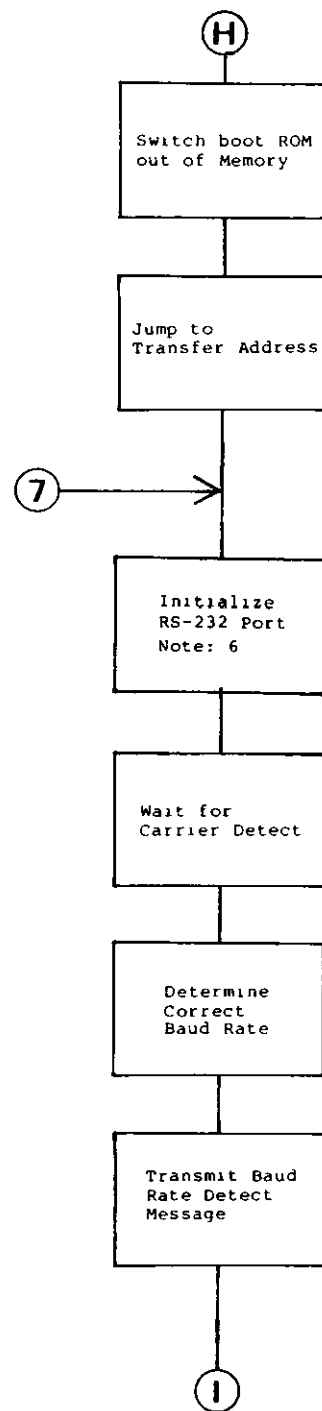 H
Switch boot ROM
out of Memory
Jump to
Transfer Address
7
Initialize
RS-232 Port
Note: 6
Wait for
Carrier Detect
Determine
Correct
Baud Rate
Transmit Baud
Rate Detect
Message
I